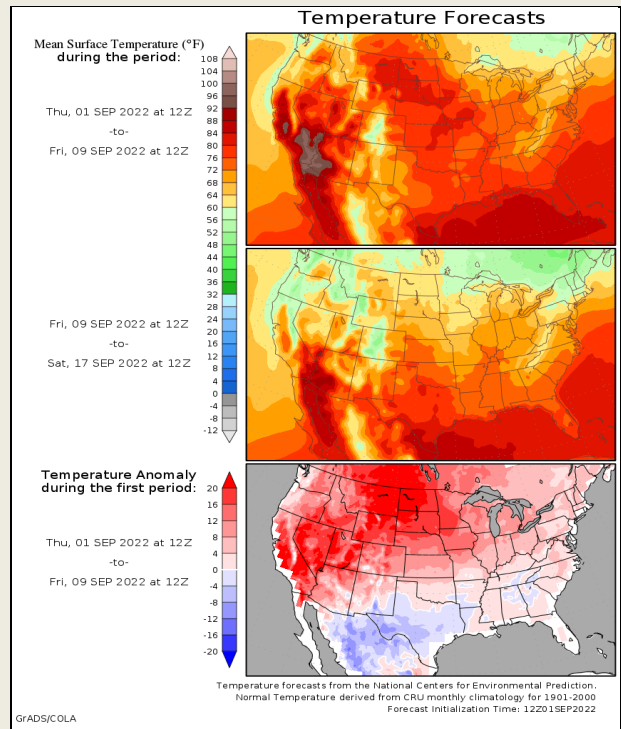 Temperature Forecasts
Mean Surface Temperature (°F)
during the period:
108
104
100
96
92
88
84
80
76
72
68
64
60
56
52
48
44
40
36
32
28
24
20
16
12
8
4
0
-4
-8
-12
Thu, 01 SEP 2022 at 12Z
-to-
Fri, 09 SEP 2022 at 12Z
Fri, 09 SEP 2022 at 12Z
-to-
Sat, 17 SEP 2022 at 12Z
Temperature Anomaly
during the first period:
20
16
12
8
4
0
-4
-8
-12
-16
-20
Thu, 01 SEP 2022 at 12Z
-to-
Fri, 09 SEP 2022 at 12Z
Temperature forecasts from the National Centers for Environmental Prediction.
Normal Temperature derived from CRU monthly climatology for 1901-2000
Forecast Initialization Time: 12Z01SEP2022
GrADS/COLA